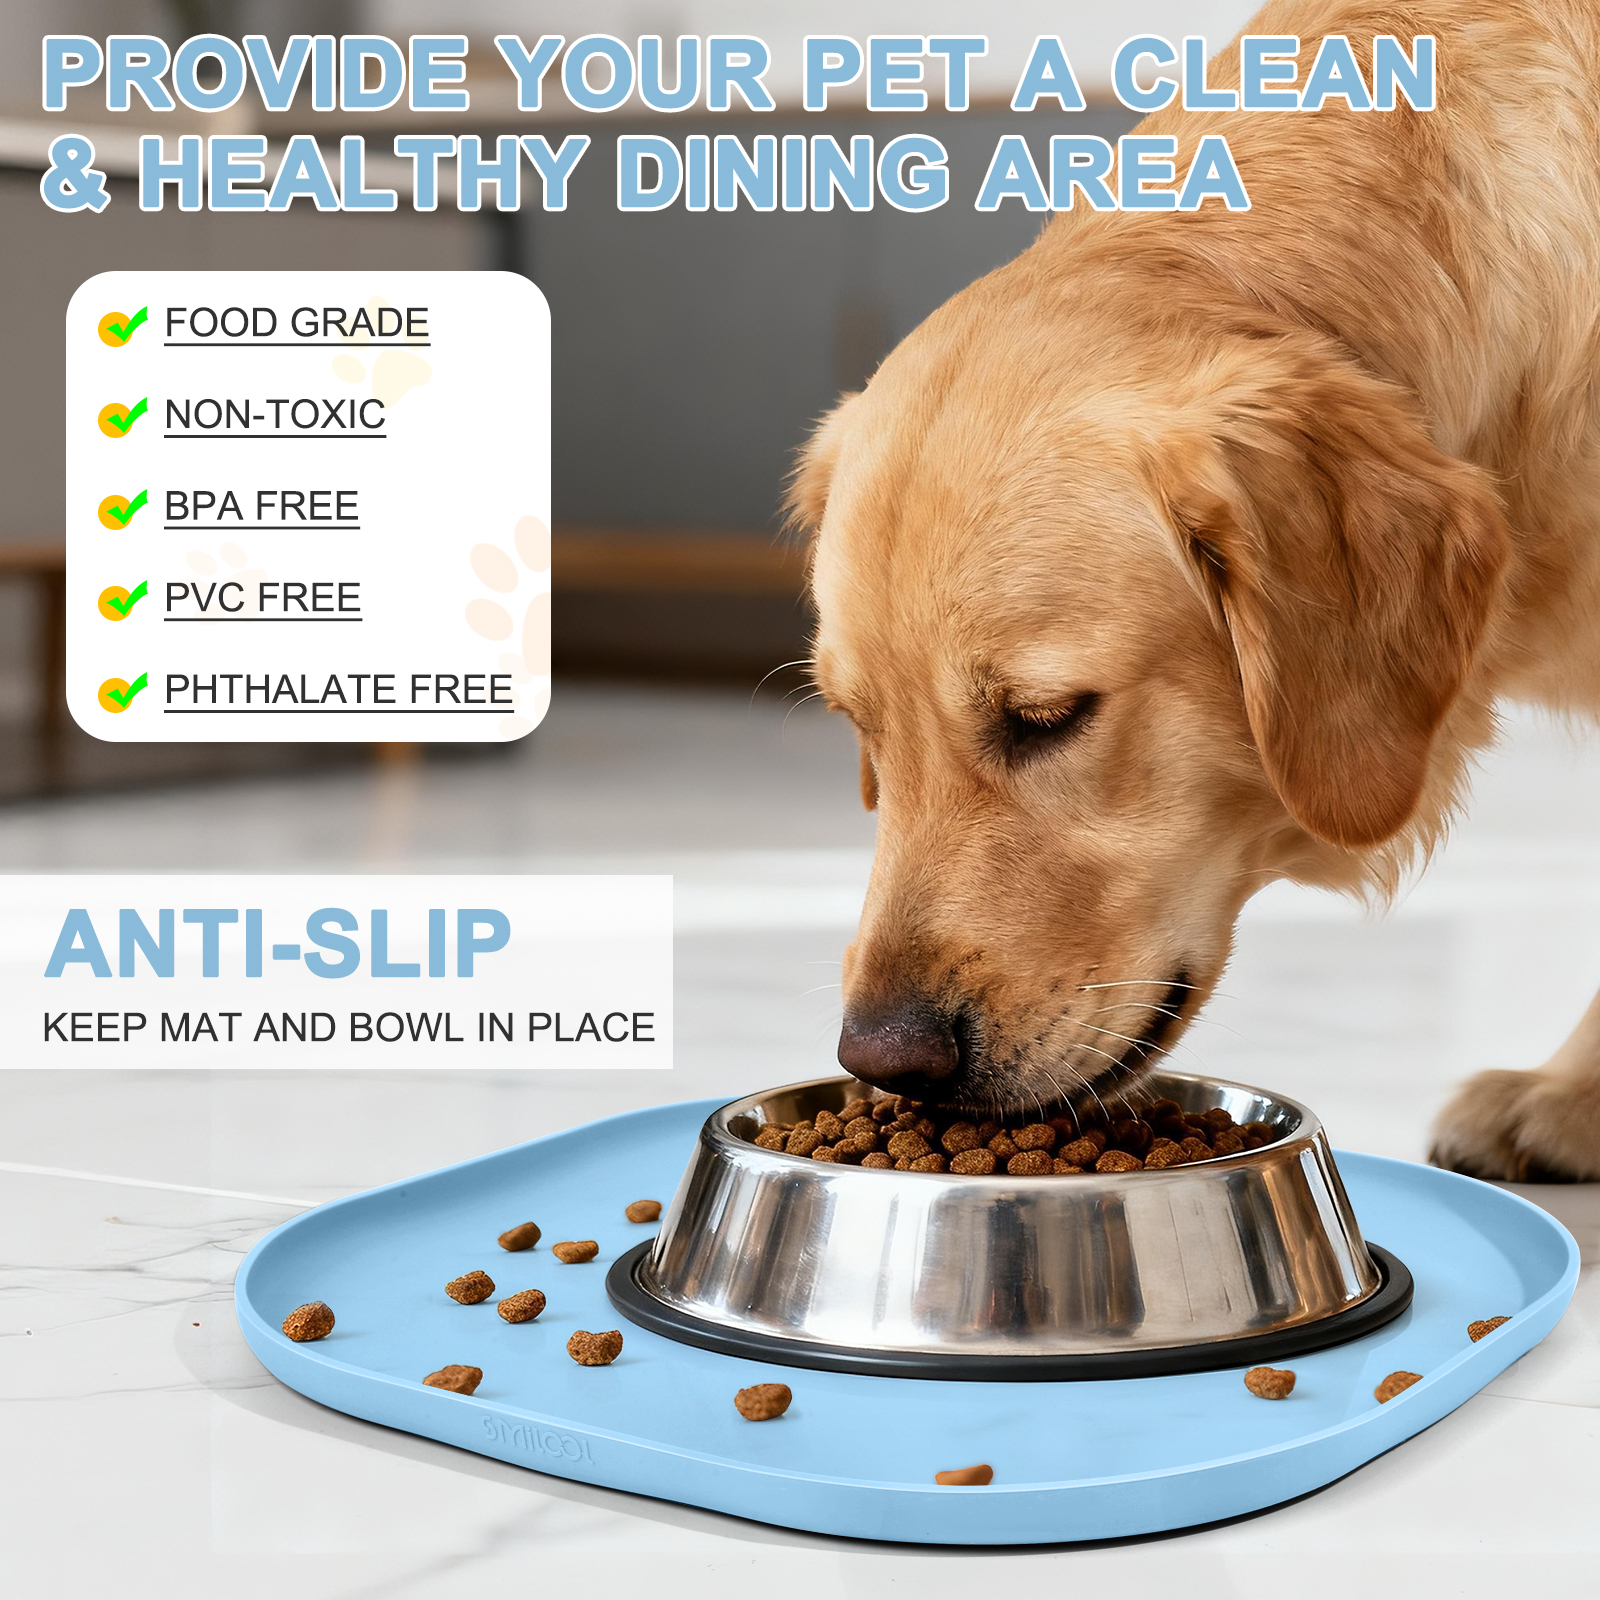 PROVIDE YOUR PET A CLEAN
& HEALTHY DINING AREA
FOOD GRADE
NON-TOXIC
BPA FREE
PVC FREE
PHTHALATE FREE
ANTI-SLIP
KEEP MAT AND BOWL IN PLACE